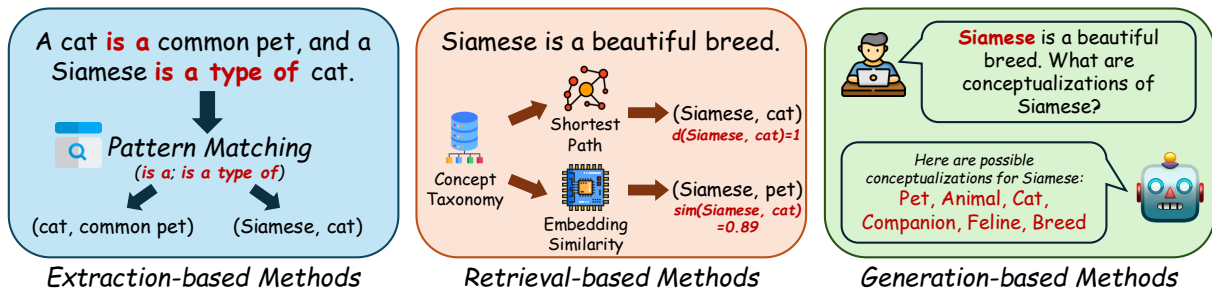 A cat is a common pet, and a
Siamese is a type of cat.
Pattern Matching
(is a; is a type of)
(cat, common pet)
(Siamese, cat)
Extraction-based Methods
Siamese is a beautiful breed.
Concept
Taxonomy
Shortest
Path
(Siamese, cat)
d(Siamese, cat)=1
Embedding
Similarity
(Siamese, pet)
sim(Siamese, cat)
=0.89
Retrieval-based Methods
Siamese is a beautiful
breed. What are
conceptualizations of
Siamese?
Here are possible
conceptualizations for Siamese:
Pet, Animal, Cat,
Companion, Feline, Breed
Generation-based Methods